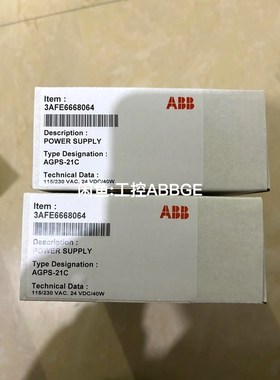 Item :
3AFE6668064
ABB
Description :
POWER SUPPLY
Type Designation :
AGPS-21C
Technical Data :
115/230 VAC, 24 VDC/40W
闲鱼:工控ABBGE
Item :
3AFE6668064
ABB
Description :
POWER SUPPLY
Type Designation :
AGPS-21C
Technical Data :
115/230 VAC, 24 VDC/40W